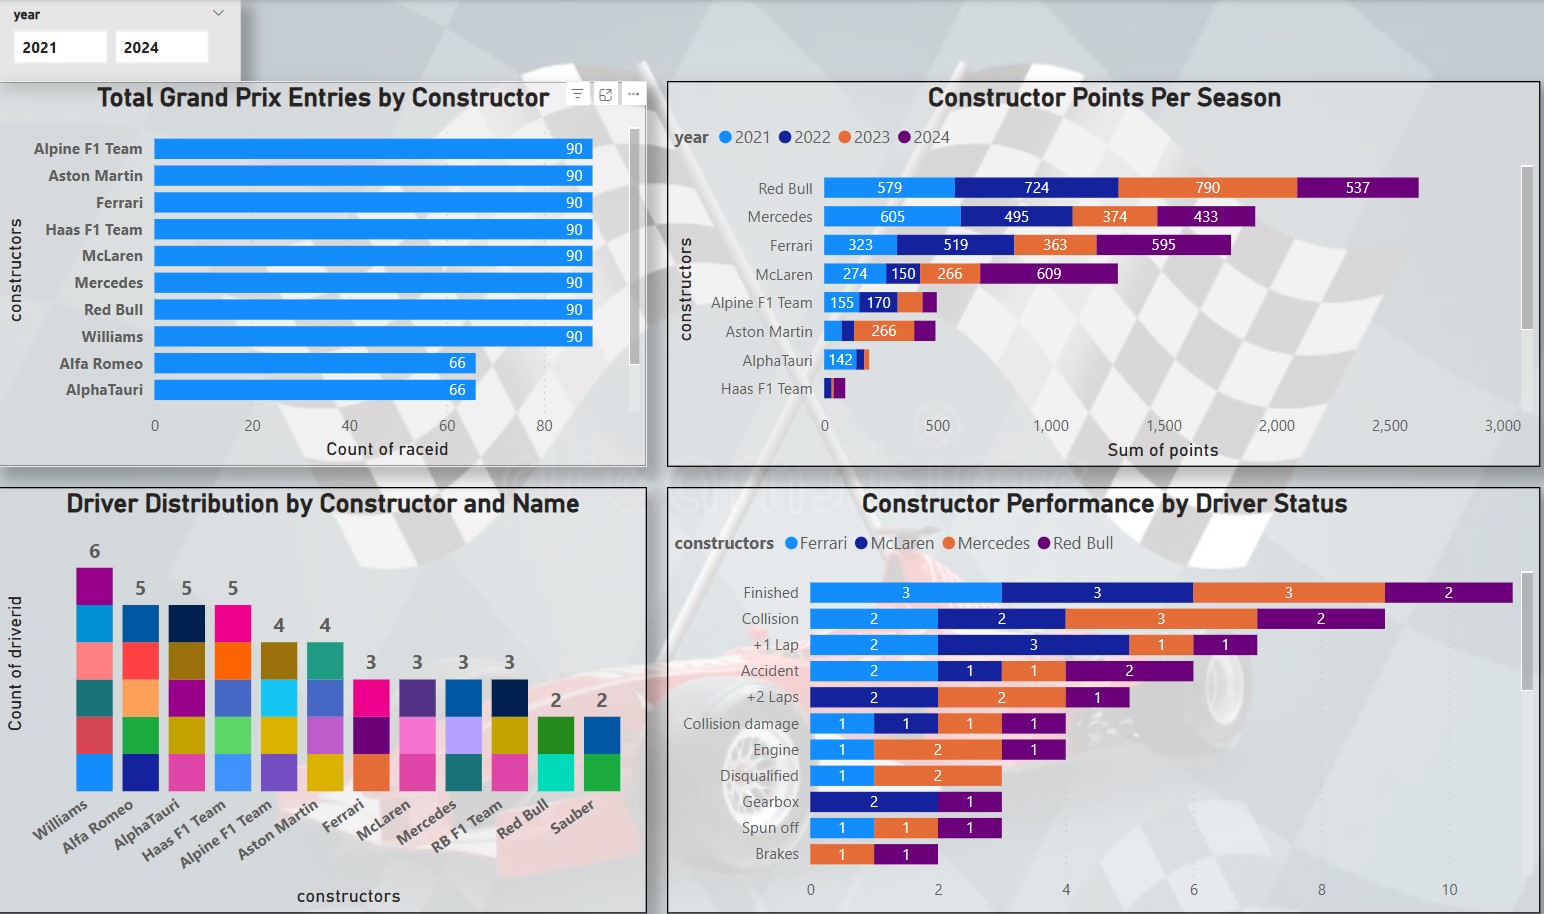 year
2021 2024
Total Grand Prix Entries by Constructor
constructors
Alpine F1 Team 90
Aston Martin 90
Ferrari 90
Haas F1 Team 90
McLaren 90
Mercedes 90
Red Bull 90
Williams 90
Alfa Romeo 66
AlphaTauri 66
0 20 40 60 80
Count of raceid
Constructor Points Per Season
year 2021 2022 2023 2024
constructors
Red Bull 579 724 790 537
Mercedes 605 495 374 433
Ferrari 323 519 363 595
McLaren 274 150 266 609
Alpine F1 Team 155 170
Aston Martin 266
AlphaTauri 142
Haas F1 Team
0 500 1,000 1,500 2,000 2,500 3,000
Sum of points
Driver Distribution by Constructor and Name
Count of driverid
6 5 5 5 4 4 3 3 3 3 2 2
Williams Alfa Romeo AlphaTauri Haas F1 Team Alpine F1 Team Aston Martin Ferrari McLaren Mercedes RB F1 Team Red Bull Sauber
constructors
Constructor Performance by Driver Status
constructors Ferrari McLaren Mercedes Red Bull
Finished 3 3 3 2
Collision 2 2 3 2
+1 Lap 2 3 1 1
Accident 2 1 1 2
+2 Laps 2 2 1
Collision damage 1 1 1 1
Engine 1 2 1
Disqualified 1 2
Gearbox 2 1
Spun off 1 1 1
Brakes 1 1
0 2 4 6 8 10